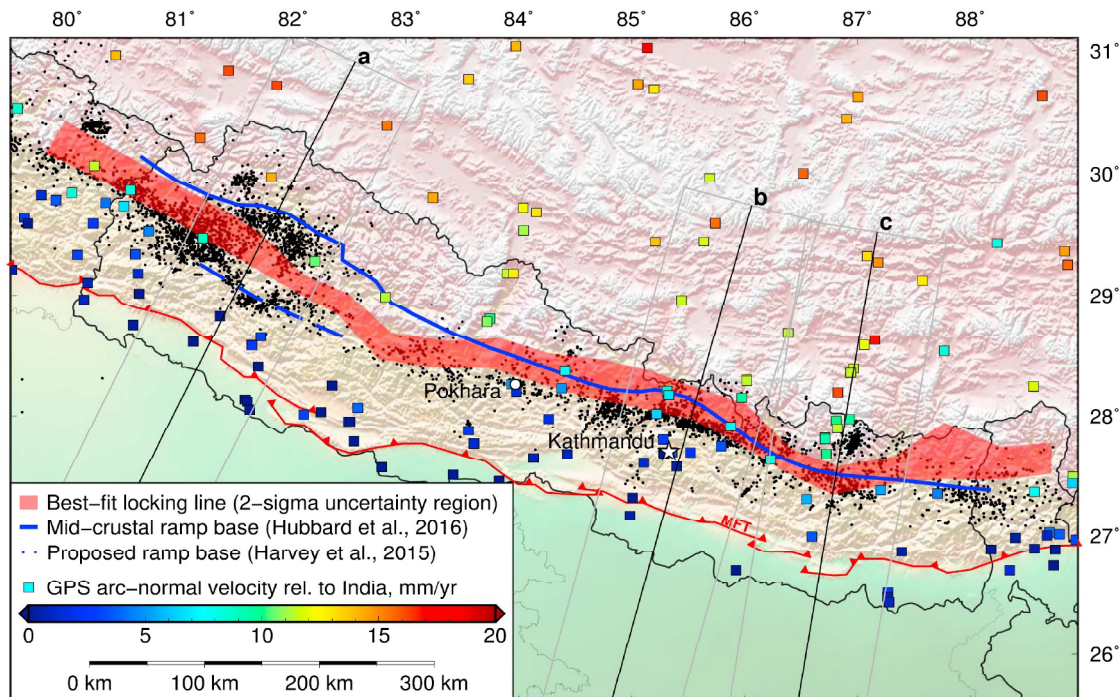 80˚ 81˚ 82˚ 83˚ 84˚ 85˚ 86˚ 87˚ 88˚
31˚
a
30˚
b
c
29˚
Pokhara
28˚
Kathmandu
MFT
27˚
26˚
Best-fit locking line (2-sigma uncertainty region)
Mid-crustal ramp base (Hubbard et al., 2016)
Proposed ramp base (Harvey et al., 2015)
GPS arc-normal velocity rel. to India, mm/yr
0 5 10 15 20
0 km 100 km 200 km 300 km